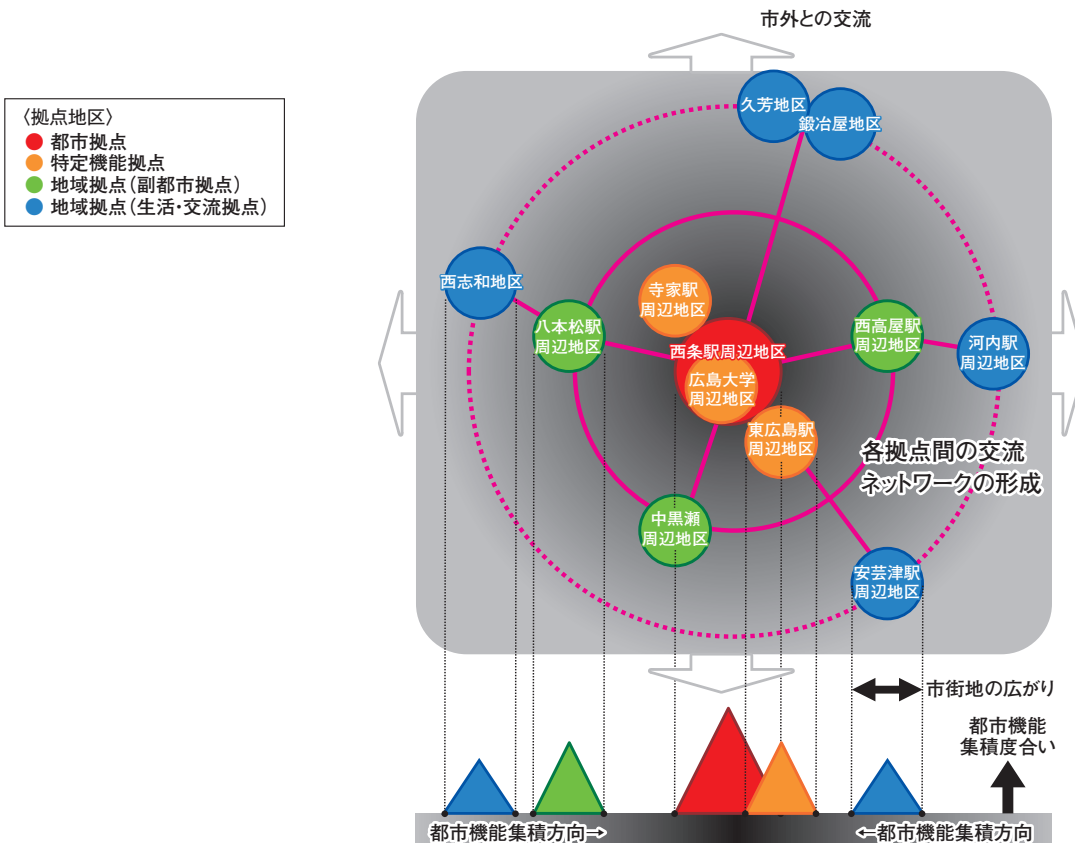 市外との交流
〈拠点地区〉
都市拠点
特定機能拠点
地域拠点(副都市拠点)
地域拠点(生活・交流拠点)
久芳地区
鍛冶屋地区
西志和地区
寺家駅
周辺地区
八本松駅
周辺地区
西高屋駅
周辺地区
河内駅
周辺地区
西条駅周辺地区
広島大学
周辺地区
東広島駅
周辺地区
各拠点間の交流
ネットワークの形成
中黒瀬
周辺地区
安芸津駅
周辺地区
市街地の広がり
都市機能
集積度合い
都市機能集積方向→
←都市機能集積方向